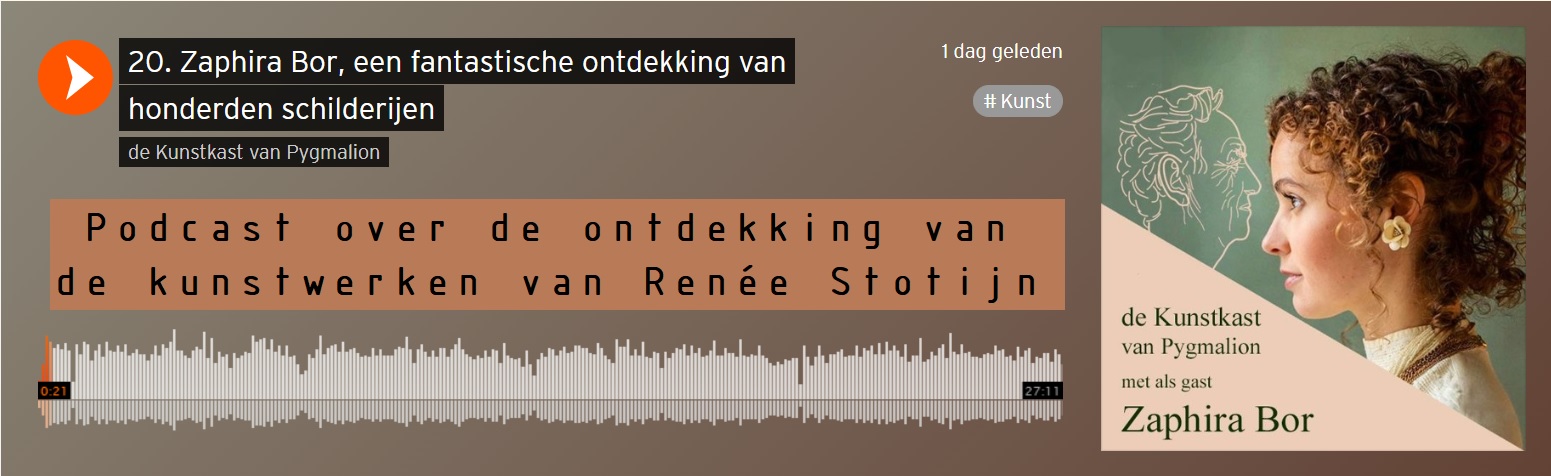 20. Zaphira Bor, een fantastische ontdekking van
honderden schilderijen
de Kunstkast van Pygmalion
1 dag geleden
# Kunst
Podcast over de ontdekking van
de kunstwerken van Renée Stotijn
0:21
27:11
de Kunstkast
van Pygmalion
met als gast
Zaphira Bor